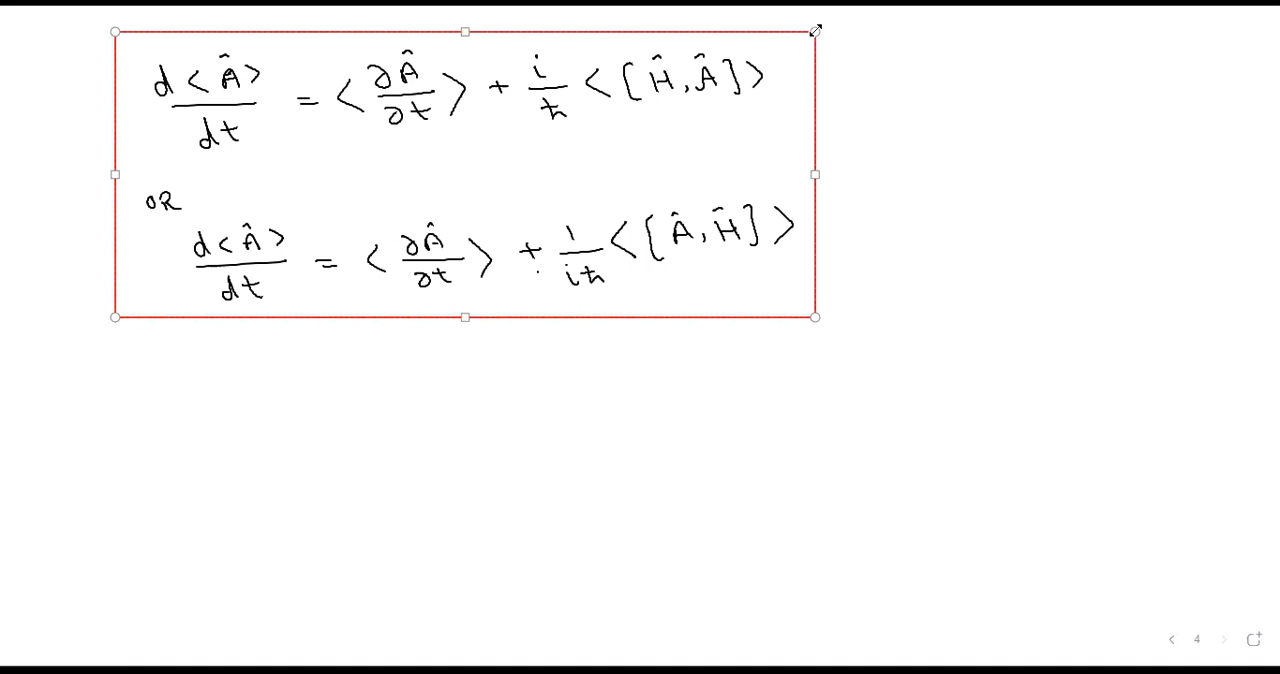 d<Â>/dt = <∂Â/∂t> + i/ħ <[Ĥ,Â]>
OR
d<Â>/dt = <∂Â/∂t> + 1/iħ <[Â,Ĥ]>
4